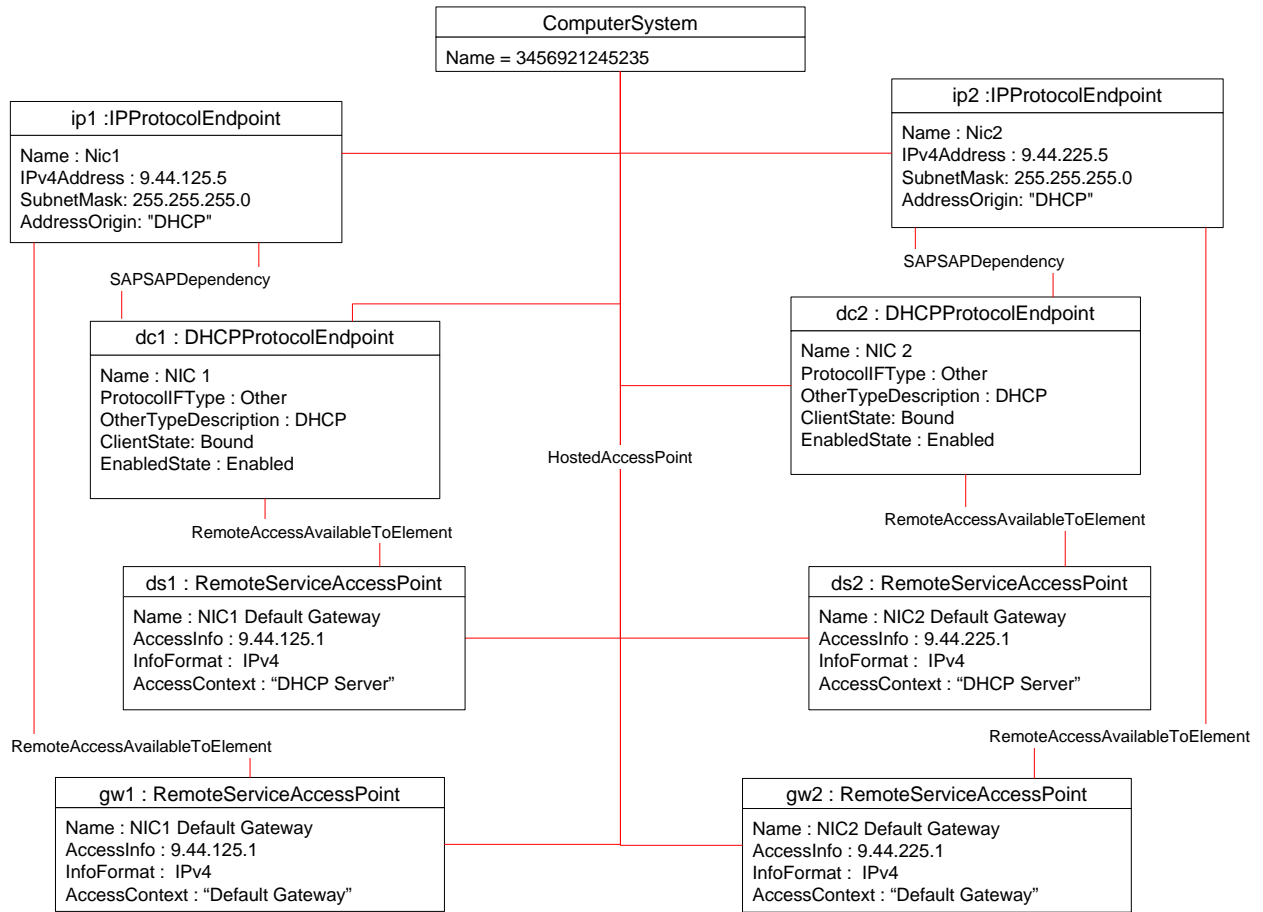 ComputerSystem
Name = 3456921245235
ip1 :IPProtocolEndpoint
Name : Nic1
IPv4Address : 9.44.125.5
SubnetMask: 255.255.255.0
AddressOrigin: "DHCP"
ip2 :IPProtocolEndpoint
Name : Nic2
IPv4Address : 9.44.225.5
SubnetMask: 255.255.255.0
AddressOrigin: "DHCP"
SAPSAPDependency
SAPSAPDependency
dc1 : DHCPProtocolEndpoint
Name : NIC 1
ProtocolIFType : Other
OtherTypeDescription : DHCP
ClientState: Bound
EnabledState : Enabled
dc2 : DHCPProtocolEndpoint
Name : NIC 2
ProtocolIFType : Other
OtherTypeDescription : DHCP
ClientState: Bound
EnabledState : Enabled
HostedAccessPoint
RemoteAccessAvailableToElement
RemoteAccessAvailableToElement
ds1 : RemoteServiceAccessPoint
Name : NIC1 Default Gateway
AccessInfo : 9.44.125.1
InfoFormat :  IPv4
AccessContext : “DHCP Server”
ds2 : RemoteServiceAccessPoint
Name : NIC2 Default Gateway
AccessInfo : 9.44.225.1
InfoFormat :  IPv4
AccessContext : “DHCP Server”
RemoteAccessAvailableToElement
RemoteAccessAvailableToElement
gw1 : RemoteServiceAccessPoint
Name : NIC1 Default Gateway
AccessInfo : 9.44.125.1
InfoFormat :  IPv4
AccessContext : “Default Gateway”
gw2 : RemoteServiceAccessPoint
Name : NIC2 Default Gateway
AccessInfo : 9.44.225.1
InfoFormat :  IPv4
AccessContext : “Default Gateway”